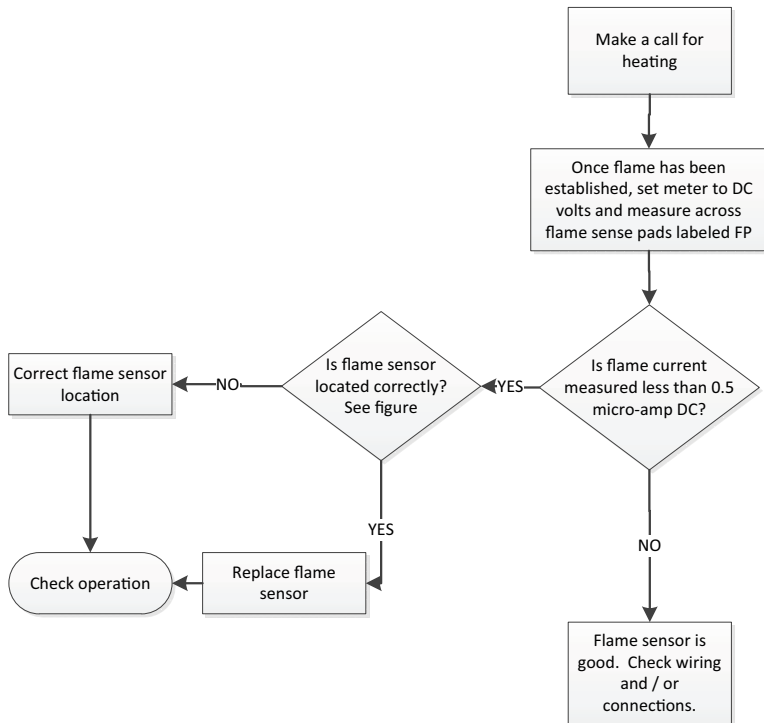 Make a call for
heating
Once flame has been
established, set meter to DC
volts and measure across
flame sense pads labeled FP
Is flame current
measured less than 0.5
micro-amp DC?
YES
Is flame sensor
located correctly?
See figure
NO
Correct flame sensor
location
YES
Replace flame
sensor
Check operation
NO
Flame sensor is
good. Check wiring
and / or
connections.